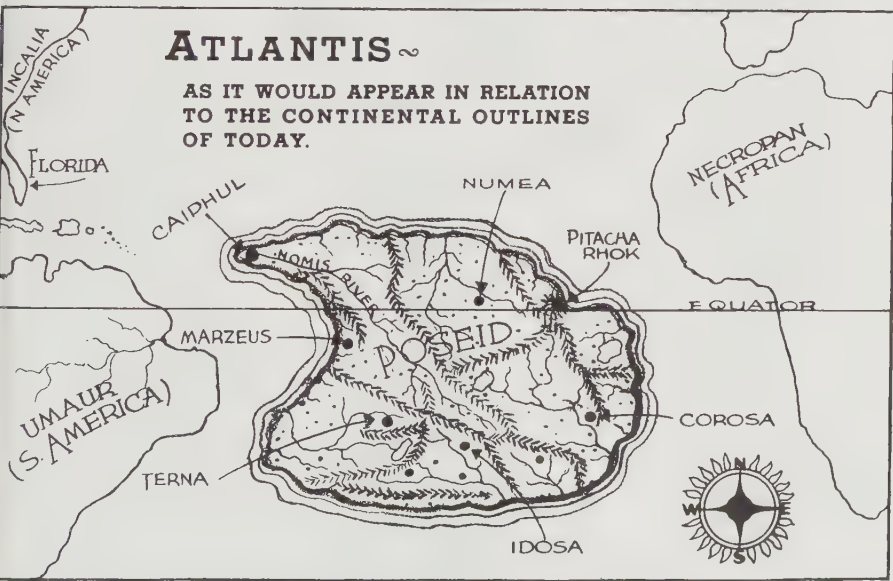 ATLANTIS~
AS IT WOULD APPEAR IN RELATION
TO THE CONTINENTAL OUTLINES
OF TODAY.
INCALIA
(N AMERICA)
FLORIDA
CAIDHUL
NUMEA
NECROPAN
(AFRICA)
PITACHA
RHOK
NOMIS RIVER
EQUATOR
MARZEUS
POSEID
UMAUR
(S. AMERICA)
COROSA
TERNA
IDOSA
N
W E
S